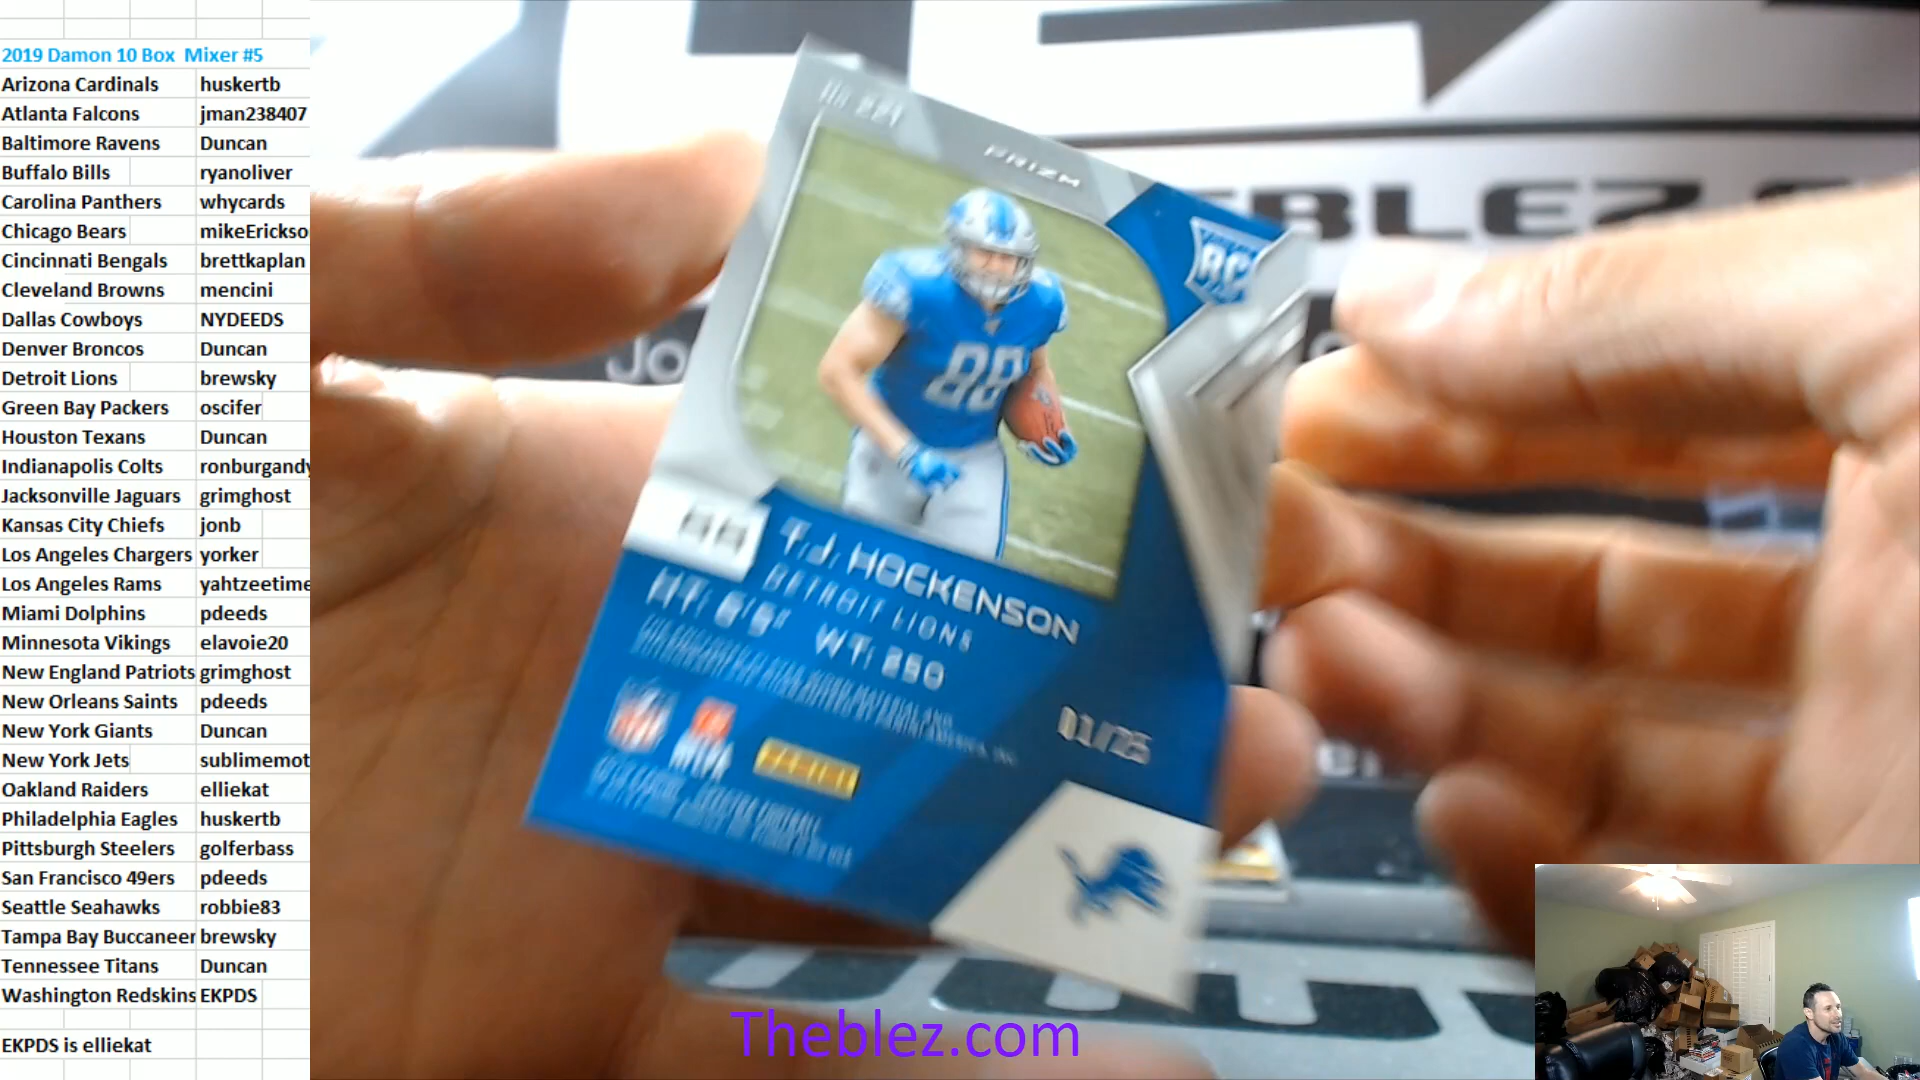 2019 Damon 10 Box Mixer #5
Arizona Cardinals huskertb
Atlanta Falcons jman238407
Baltimore Ravens Duncan
Buffalo Bills ryanoliver
Carolina Panthers whycards
Chicago Bears mikeErickso
Cincinnati Bengals brettkaplan
Cleveland Browns mencini
Dallas Cowboys NYDEEDS
Denver Broncos Duncan
Detroit Lions brewsky
Green Bay Packers oscifer
Houston Texans Duncan
Indianapolis Colts ronburgandy
Jacksonville Jaguars grimghost
Kansas City Chiefs jonb
Los Angeles Chargers yorker
Los Angeles Rams yahtzeetime
Miami Dolphins pdeeds
Minnesota Vikings elavoie20
New England Patriots grimghost
New Orleans Saints pdeeds
New York Giants Duncan
New York Jets sublimemot
Oakland Raiders elliekat
Philadelphia Eagles huskertb
Pittsburgh Steelers golferbass
San Francisco 49ers pdeeds
Seattle Seahawks robbie83
Tampa Bay Buccaneer brewsky
Tennessee Titans Duncan
Washington Redskins EKPDS
EKPDS is elliekat
PRIZM
RC
88
88
T.J. HOCKENSON
DETROIT LIONS
HT: 6'5" WT: 250
01/25
NFL
PANINI
Theblez.com